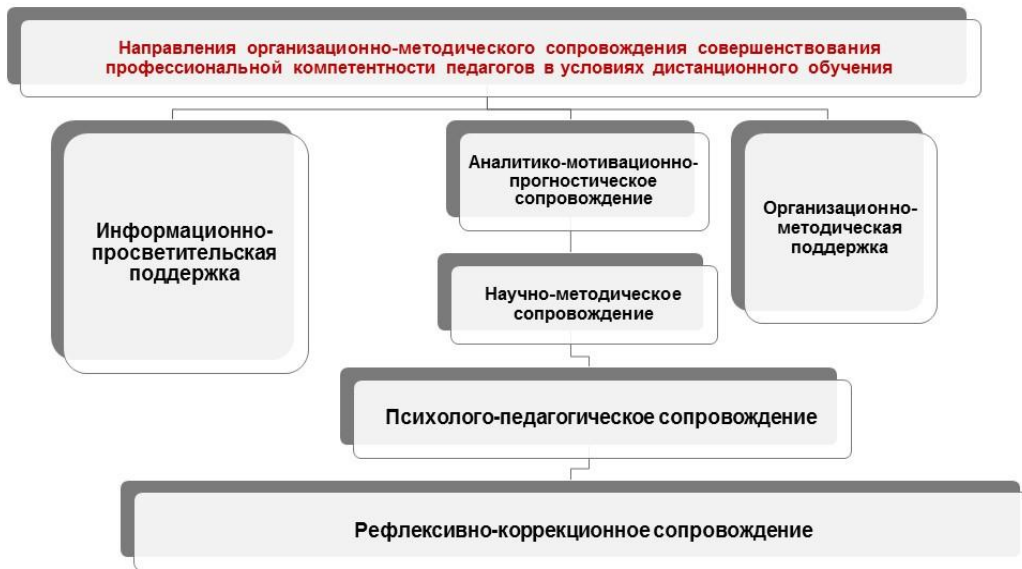 Направления организационно-методического сопровождения совершенствования
профессиональной компетентности педагогов в условиях дистанционного обучения
Информационно-
просветительская
поддержка
Аналитико-мотивационно-
прогностическое
сопровождение
Организационно-
методическая
поддержка
Научно-методическое
сопровождение
Психолого-педагогическое сопровождение
Рефлексивно-коррекционное сопровождение